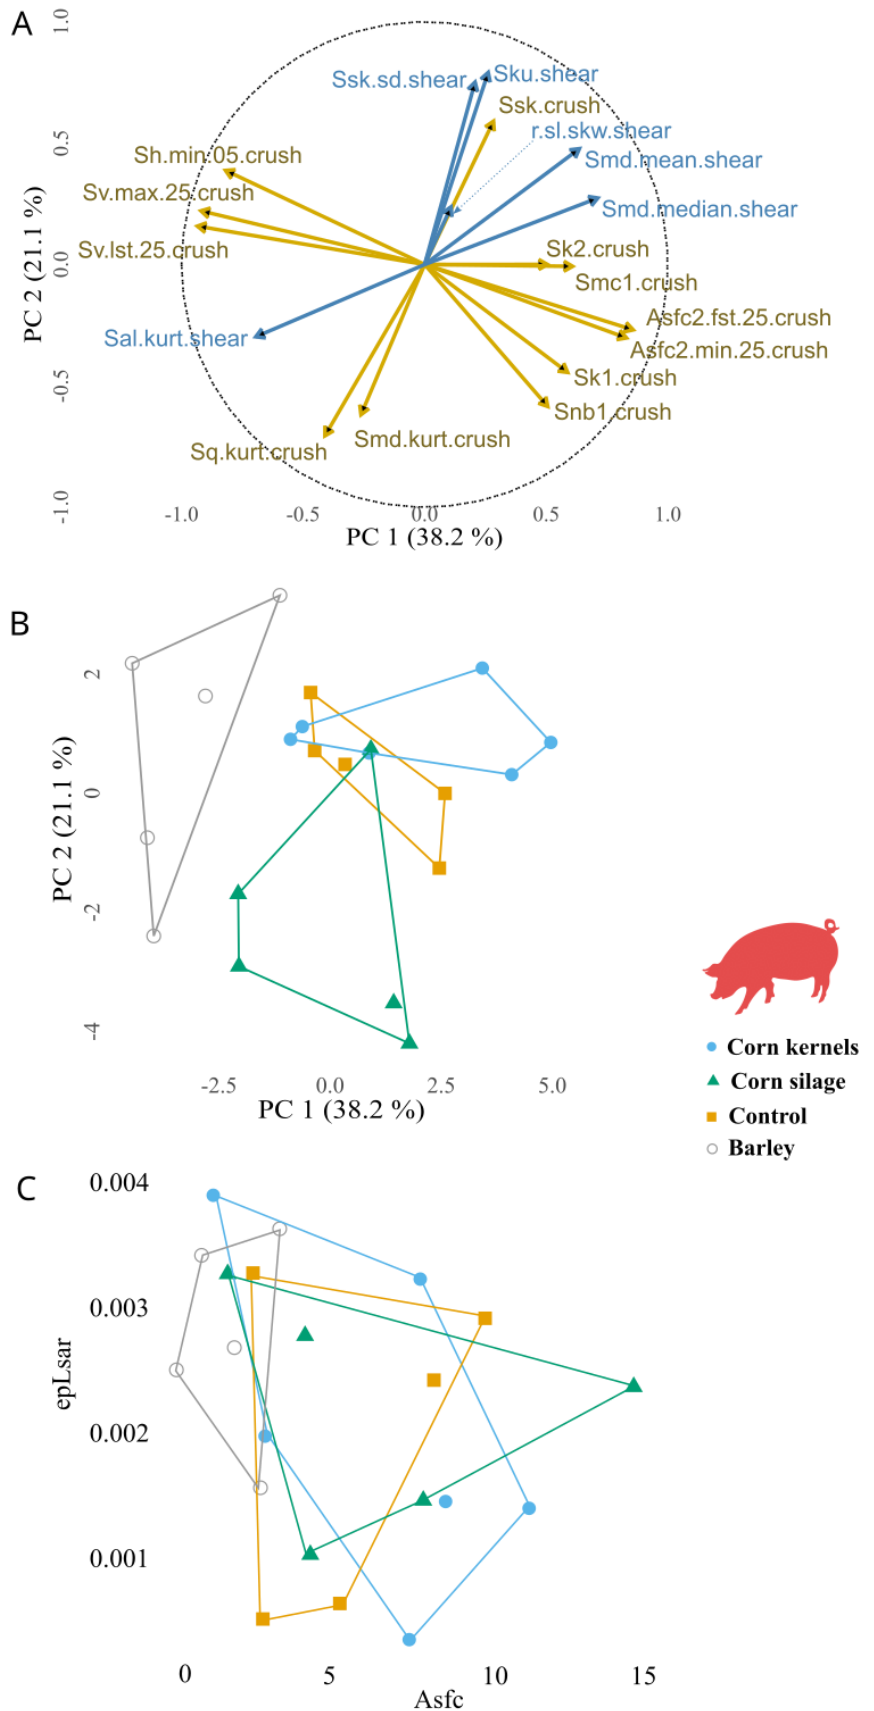 A
1.0
0.5
0.0
-0.5
-1.0
PC 2 (21.1 %)
Ssk.sd.shear
Sku.shear
Ssk.crush
r.sl.skw.shear
Sh.min.05.crush
Smd.mean.shear
Sv.max.25.crush
Smd.median.shear
Sv.lst.25.crush
Sk2.crush
Smc1.crush
Asfc2.fst.25.crush
Sal.kurt.shear
Asfc2.min.25.crush
Sk1.crush
Snb1.crush
Smd.kurt.crush
Sq.kurt.crush
-1.0 -0.5 0.0 0.5 1.0
PC 1 (38.2 %)
B
2
0
-2
-4
PC 2 (21.1 %)
-2.5 0.0 2.5 5.0
PC 1 (38.2 %)
Corn kernels
Corn silage
Control
Barley
C
0.004
0.003
0.002
0.001
epLsar
0 5 10 15
Asfc